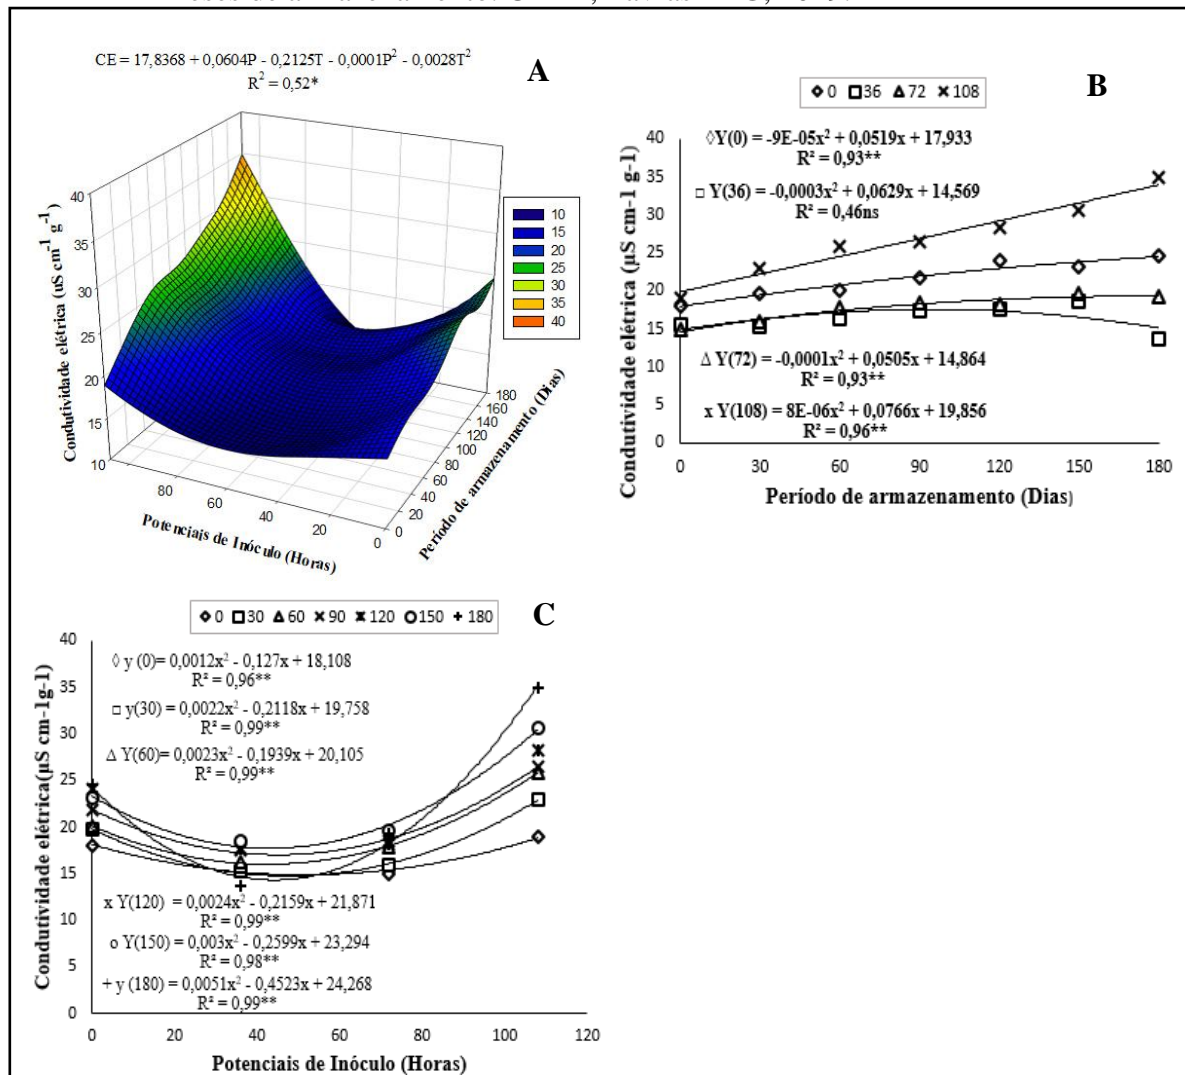 CE = 17,8368 + 0,0604P - 0,2125T - 0,0001P² - 0,0028T²
R² = 0,52*
A
Condutividade elétrica (uS cm⁻¹ g⁻¹)
40
35
30
25
20
15
10
80
60
40
20
0
Potenciais de Inóculo (Horas)
0
20
40
60
80
100
120
140
160
180
Período de armazenamento (Dias)
10
15
20
25
30
35
40
B
◇ 0 □ 36 Δ 72 × 108
◊Y(0) = -9E-05x² + 0,0519x + 17,933
R² = 0,93**
□ Y(36) = -0,0003x² + 0,0629x + 14,569
R² = 0,46ns
Δ Y(72) = -0,0001x² + 0,0505x + 14,864
R² = 0,93**
x Y(108) = 8E-06x² + 0,0766x + 19,856
R² = 0,96**
Condutividade elétrica (µS cm-1 g-1)
40
35
30
25
20
15
10
5
0
0 30 60 90 120 150 180
Período de armazenamento (Dias)
C
◇ 0 □ 30 Δ 60 × 90 ж 120 ○ 150 + 180
◊ y (0)= 0,0012x² - 0,127x + 18,108
R² = 0,96**
□ y(30)= 0,0022x² - 0,2118x + 19,758
R² = 0,99**
Δ Y(60)= 0,0023x² - 0,1939x + 20,105
R² = 0,99**
x Y(120) = 0,0024x² - 0,2159x + 21,871
R² = 0,99**
o Y(150) = 0,003x² - 0,2599x + 23,294
R² = 0,98**
+ y (180) = 0,0051x² - 0,4523x + 24,268
R² = 0,99**
Condutividade elétrica(µS cm-1g-1)
40
35
30
25
20
15
10
5
0
0 20 40 60 80 100 120
Potenciais de Inóculo (Horas)